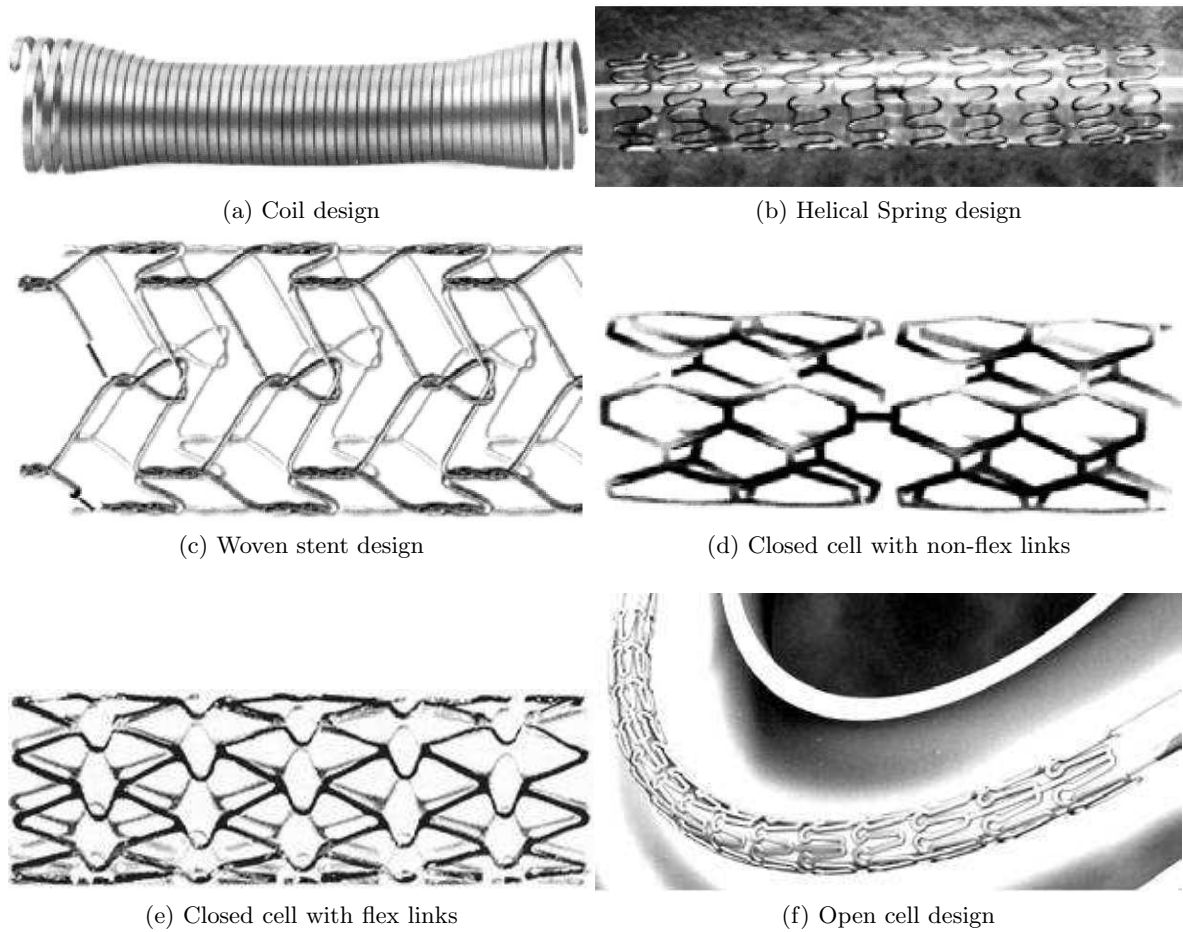 (a) Coil design
(b) Helical Spring design
(c) Woven stent design
(d) Closed cell with non-flex links
(e) Closed cell with flex links
(f) Open cell design